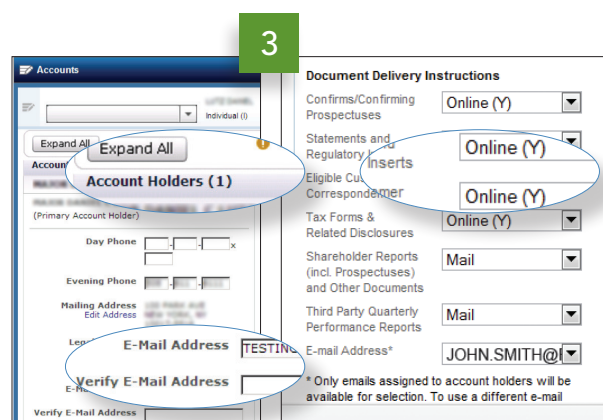 3
Accounts
Individual (I)
Expand All
Expand All
Account Holders (1)
(Primary Account Holder)
Day Phone
x
Evening Phone
Mailing Address
Edit Address
E-Mail Address TESTING
Verify E-Mail Address
Verify E-Mail Address
Document Delivery Instructions
Confirms/Confirming
Prospectuses
Online (Y)
Statements and
Regulatory
Inserts
Online (Y)
Eligible
Online (Y)
Tax Forms &
Related Disclosures
Online (Y)
Shareholder Reports
(incl. Prospectuses)
and Other Documents
Mail
Third Party Quarterly
Performance Reports
Mail
E-mail Address*
JOHN.SMITH@
* Only emails assigned to account holders will be
available for selection. To use a different e-mail